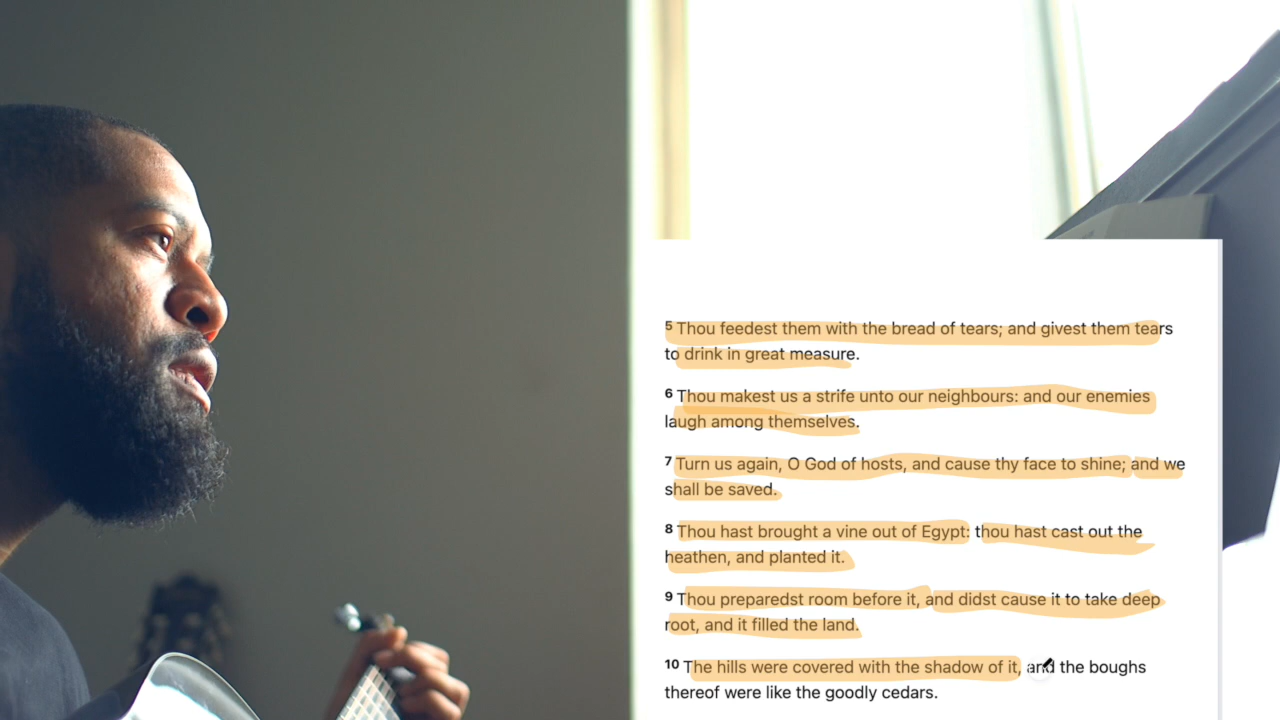 5 Thou feedest them with the bread of tears; and givest them tears
to drink in great measure.
6 Thou makest us a strife unto our neighbours: and our enemies
laugh among themselves.
7 Turn us again, O God of hosts, and cause thy face to shine; and we
shall be saved.
8 Thou hast brought a vine out of Egypt: thou hast cast out the
heathen, and planted it.
9 Thou preparedst room before it, and didst cause it to take deep
root, and it filled the land.
10 The hills were covered with the shadow of it, and the boughs
thereof were like the goodly cedars.